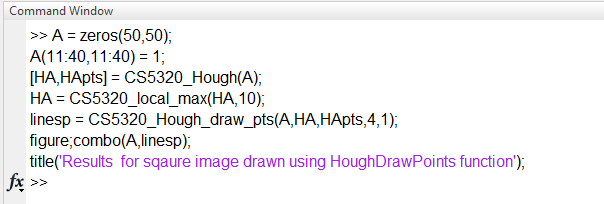 Command Window
>> A = zeros(50,50);
A(11:40,11:40) = 1;
[HA,HApts] = CS5320_Hough(A);
HA = CS5320_local_max(HA,10);
linesp = CS5320_Hough_draw_pts(A,HA,HApts,4,1);
figure;combo(A,linesp);
title('Results  for sqaure image drawn using HoughDrawPoints function');
fx >>